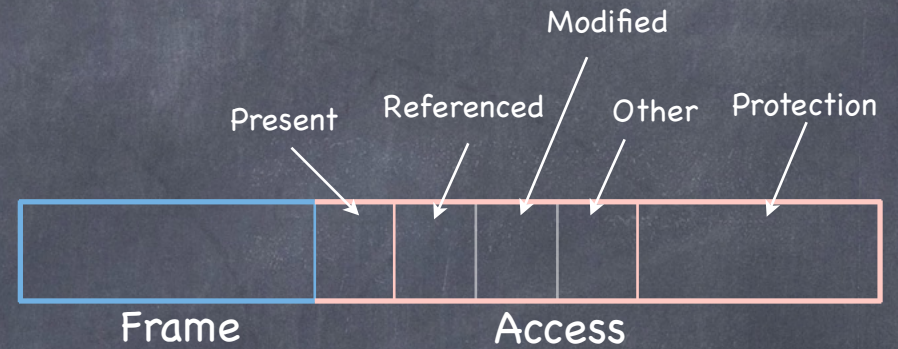 Modified
Present
Referenced
Other
Protection
Frame
Access